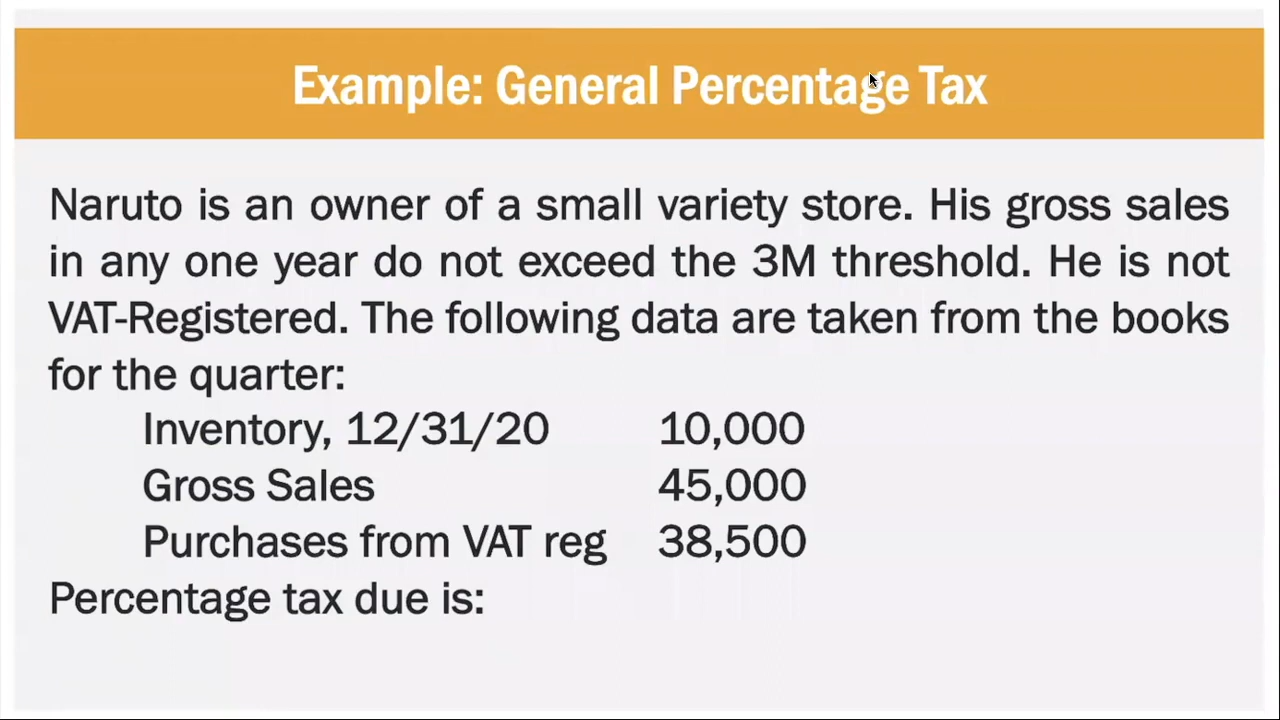 Example: General Percentage Tax
Naruto is an owner of a small variety store. His gross sales
in any one year do not exceed the 3M threshold. He is not
VAT-Registered. The following data are taken from the books
for the quarter:
Inventory, 12/31/20 10,000
Gross Sales 45,000
Purchases from VAT reg 38,500
Percentage tax due is: